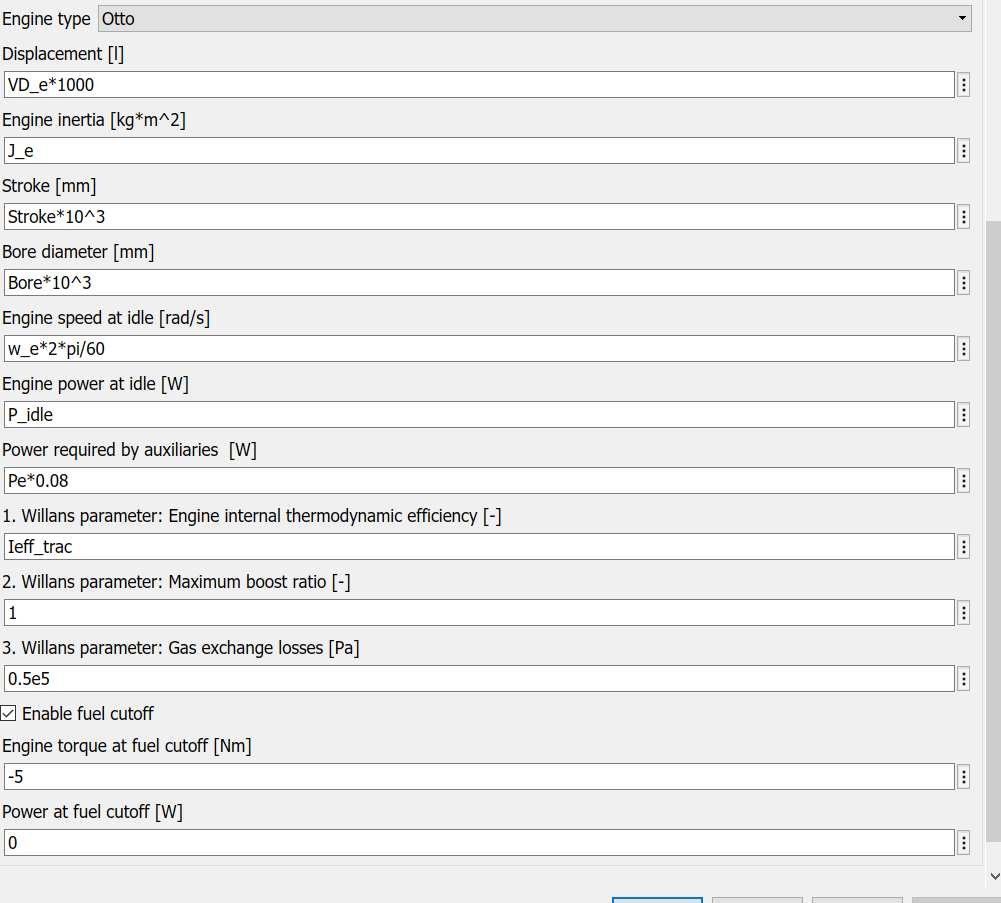 Engine type Otto
Displacement [l]
VD_e*1000
Engine inertia [kg*m^2]
J_e
Stroke [mm]
Stroke*10^3
Bore diameter [mm]
Bore*10^3
Engine speed at idle [rad/s]
w_e*2*pi/60
Engine power at idle [W]
P_idle
Power required by auxiliaries  [W]
Pe*0.08
1. Willans parameter: Engine internal thermodynamic efficiency [-]
Ieff_trac
2. Willans parameter: Maximum boost ratio [-]
1
3. Willans parameter: Gas exchange losses [Pa]
0.5e5
Enable fuel cutoff
Engine torque at fuel cutoff [Nm]
-5
Power at fuel cutoff [W]
0